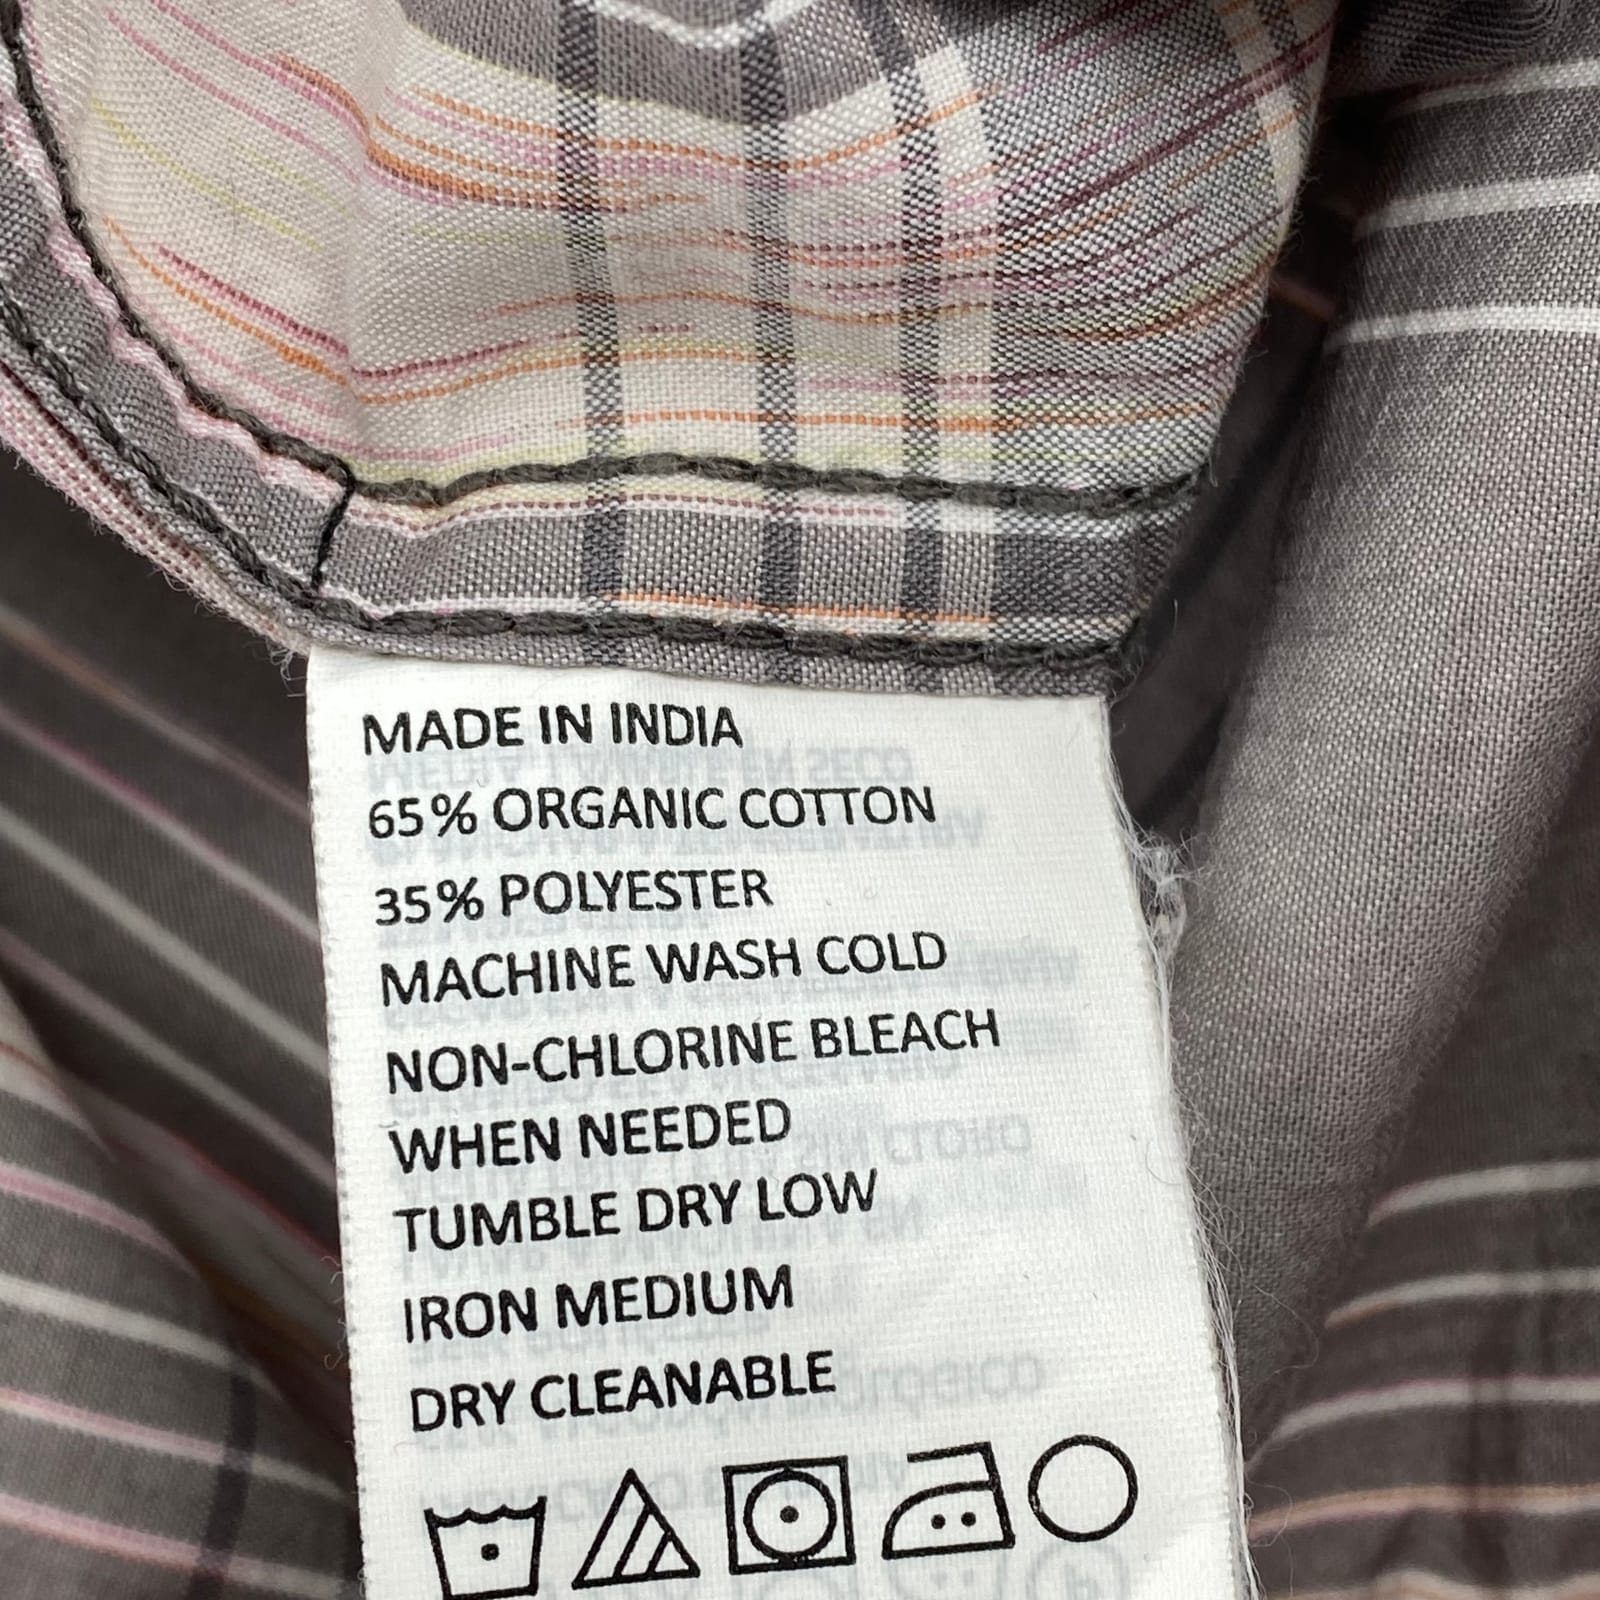 MADE IN INDIA
65% ORGANIC COTTON
35% POLYESTER
MACHINE WASH COLD
NON-CHLORINE BLEACH
WHEN NEEDED
TUMBLE DRY LOW
IRON MEDIUM
DRY CLEANABLE